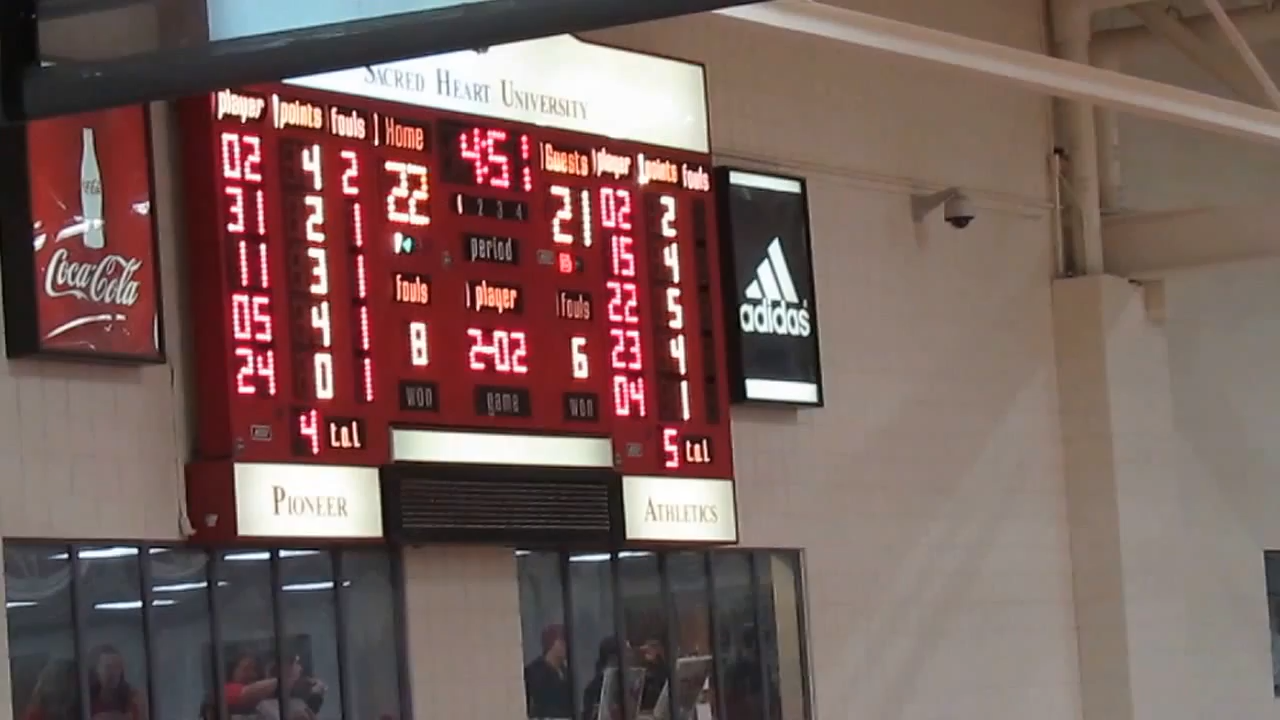 SACRED HEART UNIVERSITY
player points fouls Home 4:51 Guests player points fouls
02 4 2 22 21 02 2
31 2 1 1 2 3 4 15 4
11 3 1 period 22 5
05 4 1 fouls player fouls 23 4
24 0 1 8 2-02 6 04 1
won game won
4 tol 5 tol
PIONEER ATHLETICS
Coca-Cola
adidas